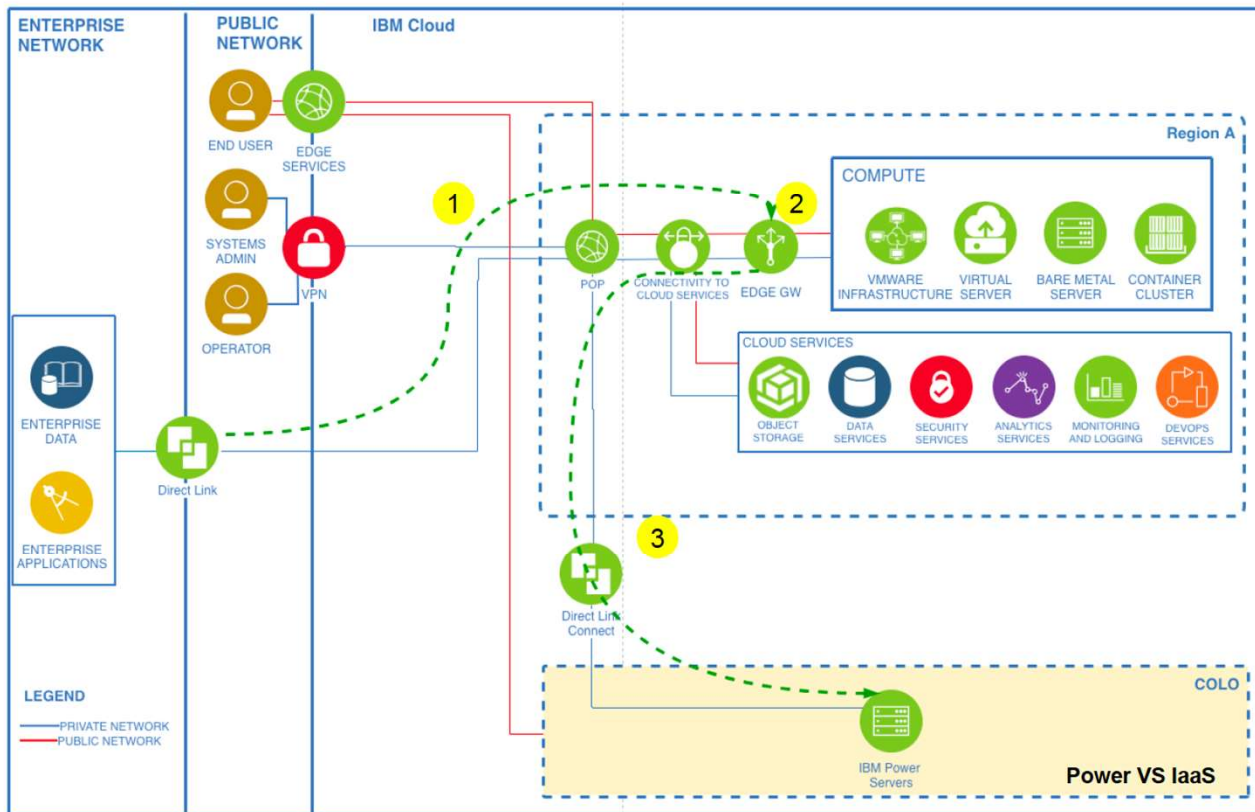 ENTERPRISE
NETWORK
PUBLIC
NETWORK
IBM Cloud
END USER
EDGE
SERVICES
SYSTEMS
ADMIN
VPN
OPERATOR
ENTERPRISE
DATA
ENTERPRISE
APPLICATIONS
Direct Link
1
2
3
Region A
POP
CONNECTIVITY TO
CLOUD SERVICES
EDGE GW
COMPUTE
VMWARE
INFRASTRUCTURE
VIRTUAL
SERVER
BARE METAL
SERVER
CONTAINER
CLUSTER
CLOUD SERVICES
OBJECT
STORAGE
DATA
SERVICES
SECURITY
SERVICES
ANALYTICS
SERVICES
MONITORING
AND LOGGING
DEVOPS
SERVICES
Direct Link
Connect
COLO
IBM Power
Servers
Power VS IaaS
LEGEND
PRIVATE NETWORK
PUBLIC NETWORK